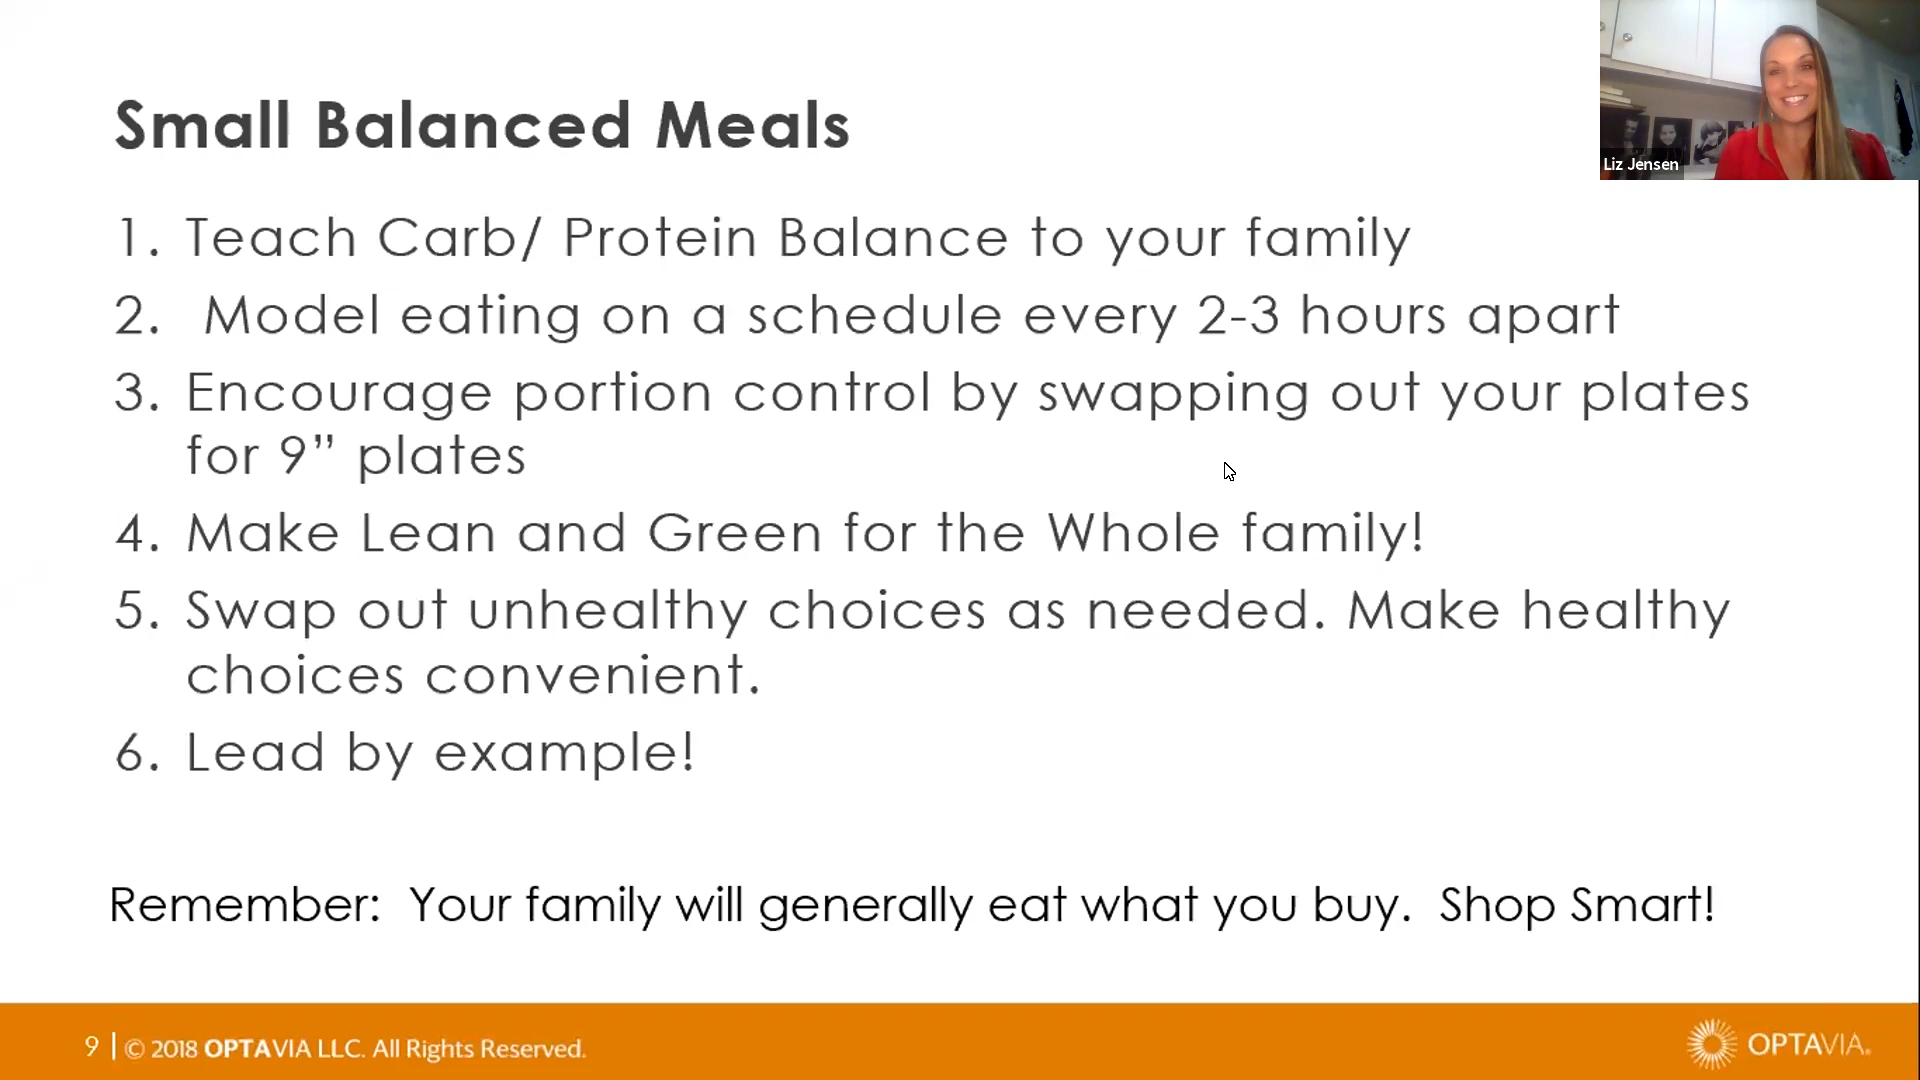 Small Balanced Meals
Liz Jensen
1. Teach Carb/ Protein Balance to your family
2. Model eating on a schedule every 2-3 hours apart
3. Encourage portion control by swapping out your plates
for 9” plates
4. Make Lean and Green for the Whole family!
5. Swap out unhealthy choices as needed. Make healthy
choices convenient.
6. Lead by example!
Remember: Your family will generally eat what you buy. Shop Smart!
9 | © 2018 OPTAVIA LLC. All Rights Reserved.
OPTAVIA®